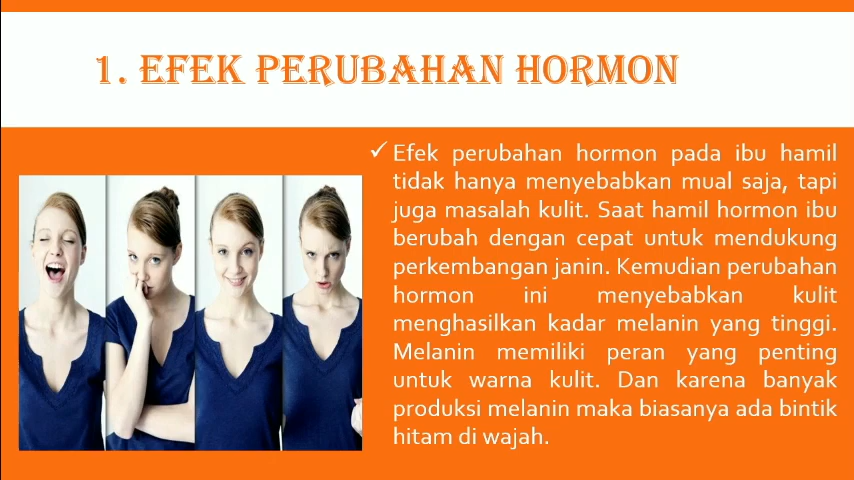 1. EFEK PERUBAHAN HORMON
✓ Efek perubahan hormon pada ibu hamil
tidak hanya menyebabkan mual saja, tapi
juga masalah kulit. Saat hamil hormon ibu
berubah dengan cepat untuk mendukung
perkembangan janin. Kemudian perubahan
hormon ini menyebabkan kulit
menghasilkan kadar melanin yang tinggi.
Melanin memiliki peran yang penting
untuk warna kulit. Dan karena banyak
produksi melanin maka biasanya ada bintik
hitam di wajah.